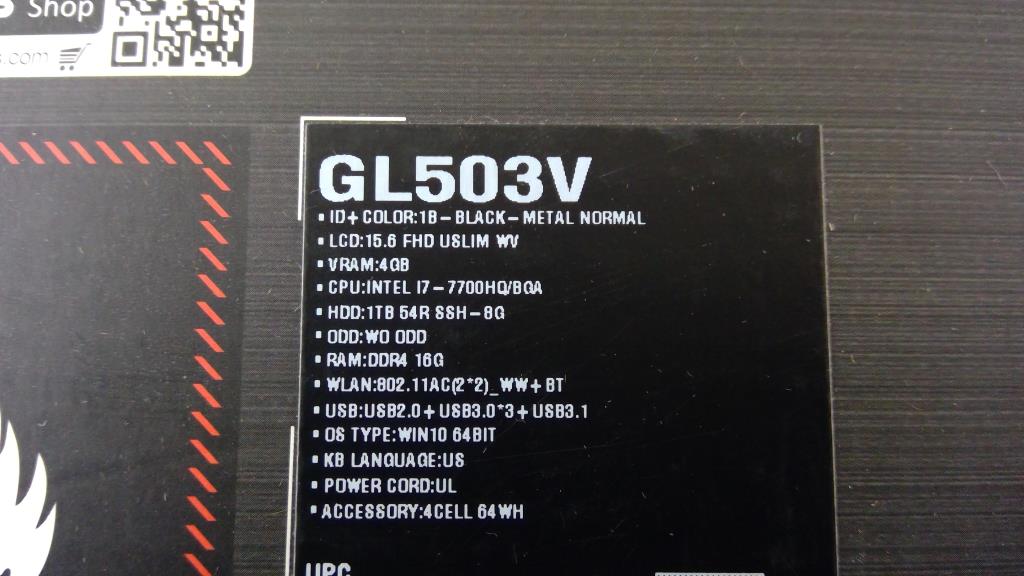 Shop
s.com
GL503V
▪ ID+ COLOR:1B-BLACK-METAL NORMAL
▪ LCD:15.6 FHD USLIM WV
▪ VRAM:4GB
▪ CPU:INTEL I7-7700HQ/BGA
▪ HDD:1TB 54R SSH-8G
▪ ODD:WO ODD
▪ RAM:DDR4 16G
▪ WLAN:802.11AC(2*2)_WW+BT
▪ USB:USB2.0+USB3.0*3+USB3.1
▪ OS TYPE:WIN10 64BIT
▪ KB LANGUAGE:US
▪ POWER CORD:UL
▪ ACCESSORY:4CELL 64WH
UPC